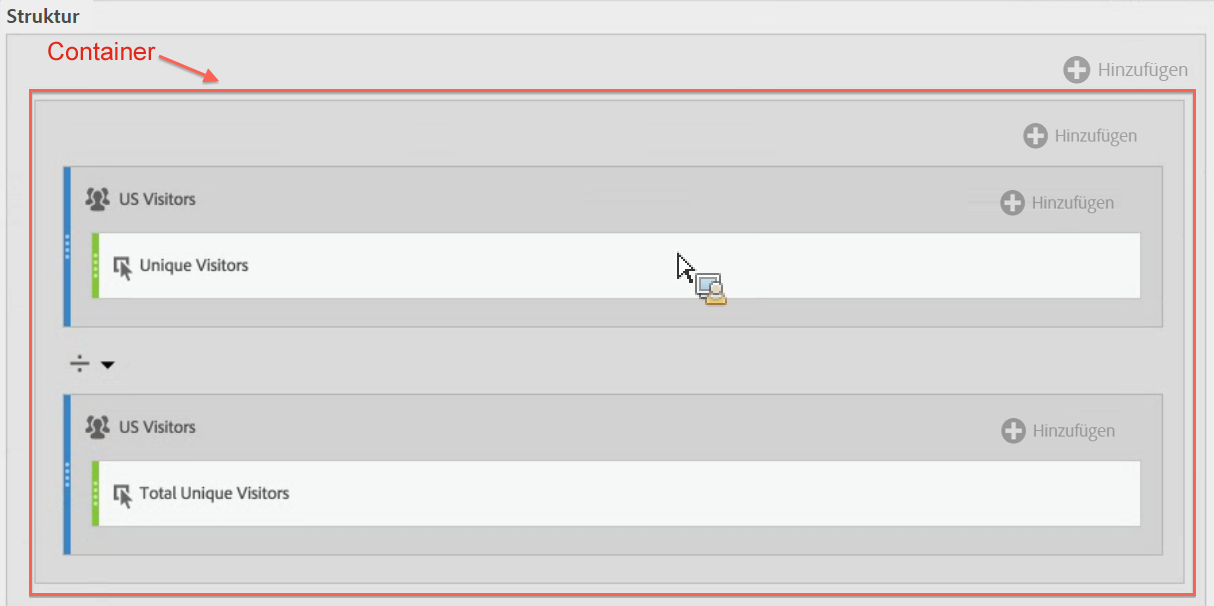 Struktur
Container
Hinzufügen
Hinzufügen
US Visitors
Hinzufügen
Unique Visitors
÷
US Visitors
Hinzufügen
Total Unique Visitors